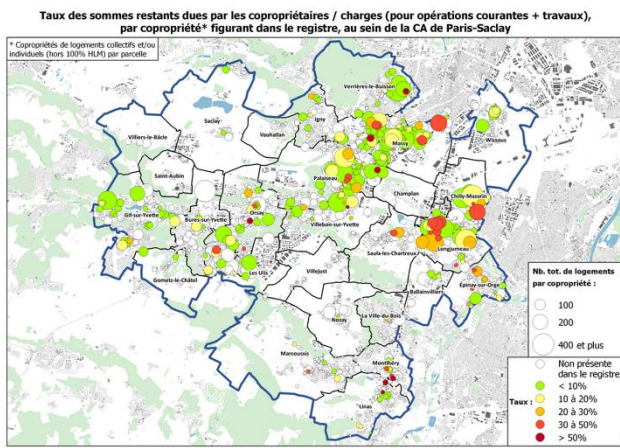 Taux des sommes restant dues par les copropriétaires / charges (pour opérations courantes + travaux),
par copropriété* figurant dans le registre, au sein de la CA de Paris-Saclay
* Copropriétés de logements collectifs et/ou
individuels (hors 100% HLM) par parcelle
Verrières-le-Buisson
Saclay
Igny
Wissous
Vauhallan
Massy
Villiers-le-Bâcle
Saint-Aubin
Palaiseau
Champlan
Chilly-Mazarin
Gif-sur-Yvette
Bures-sur-Yvette
Orsay
Villebon-sur-Yvette
Longjumeau
Saulx-les-Chartreux
Gometz-le-Châtel
Les Ulis
Villejust
Ballainvilliers
Épinay-sur-Orge
Nozay
La Ville-du-Bois
Marcoussis
Montlhéry
Linas
Nb. tot. de logements
par copropriété :
100
200
400 et plus
Non présente
dans le registre
Taux :
< 10%
10 à 20%
20 à 30%
30 à 50%
> 50%